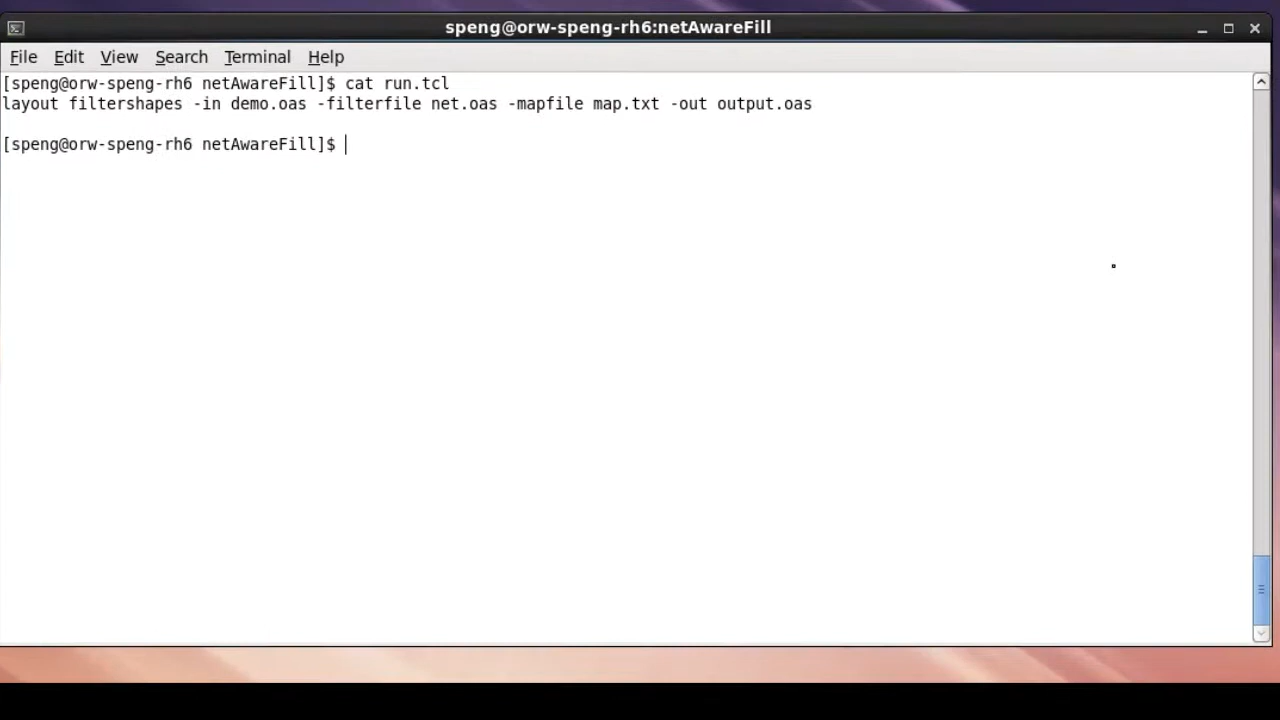 speng@orw-speng-rh6:netAwareFill
File Edit View Search Terminal Help
[speng@orw-speng-rh6 netAwareFill]$ cat run.tcl
layout filtershapes -in demo.oas -filterfile net.oas -mapfile map.txt -out output.oas
[speng@orw-speng-rh6 netAwareFill]$